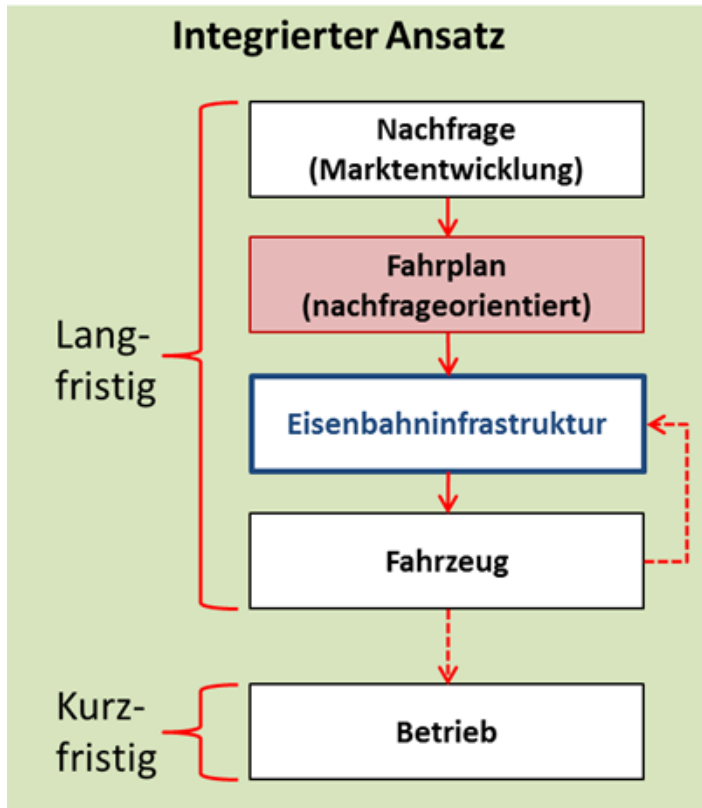 Integrierter Ansatz
Nachfrage
(Marktentwicklung)
Fahrplan
(nachfrageorientiert)
Lang-
fristig
Eisenbahninfrastruktur
Fahrzeug
Kurz-
fristig
Betrieb